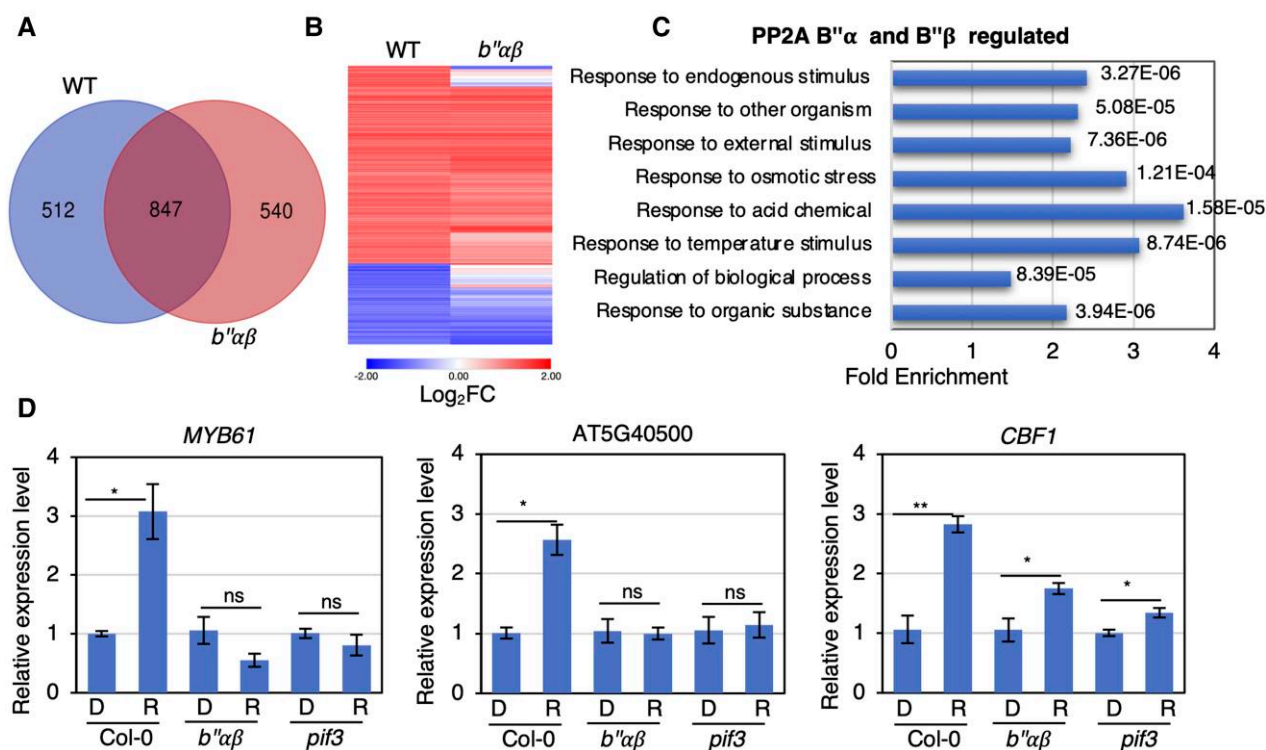 A
WT
512
847
540
b"αβ
B
WT
b"αβ
-2.00
0.00
2.00
Log₂FC
C
PP2A B"α and B"β regulated
Response to endogenous stimulus
3.27E-06
Response to other organism
5.08E-05
Response to external stimulus
7.36E-06
Response to osmotic stress
1.21E-04
Response to acid chemical
1.58E-05
Response to temperature stimulus
8.74E-06
Regulation of biological process
8.39E-05
Response to organic substance
3.94E-06
0 1 2 3 4
Fold Enrichment
D
MYB61
Relative expression level
4
3
2
1
0
*
ns
ns
D R D R D R
Col-0 b"αβ pif3
AT5G40500
Relative expression level
4
3
2
1
0
*
ns
ns
D R D R D R
Col-0 b"αβ pif3
CBF1
Relative expression level
4
3
2
1
0
**
*
*
D R D R D R
Col-0 b"αβ pif3